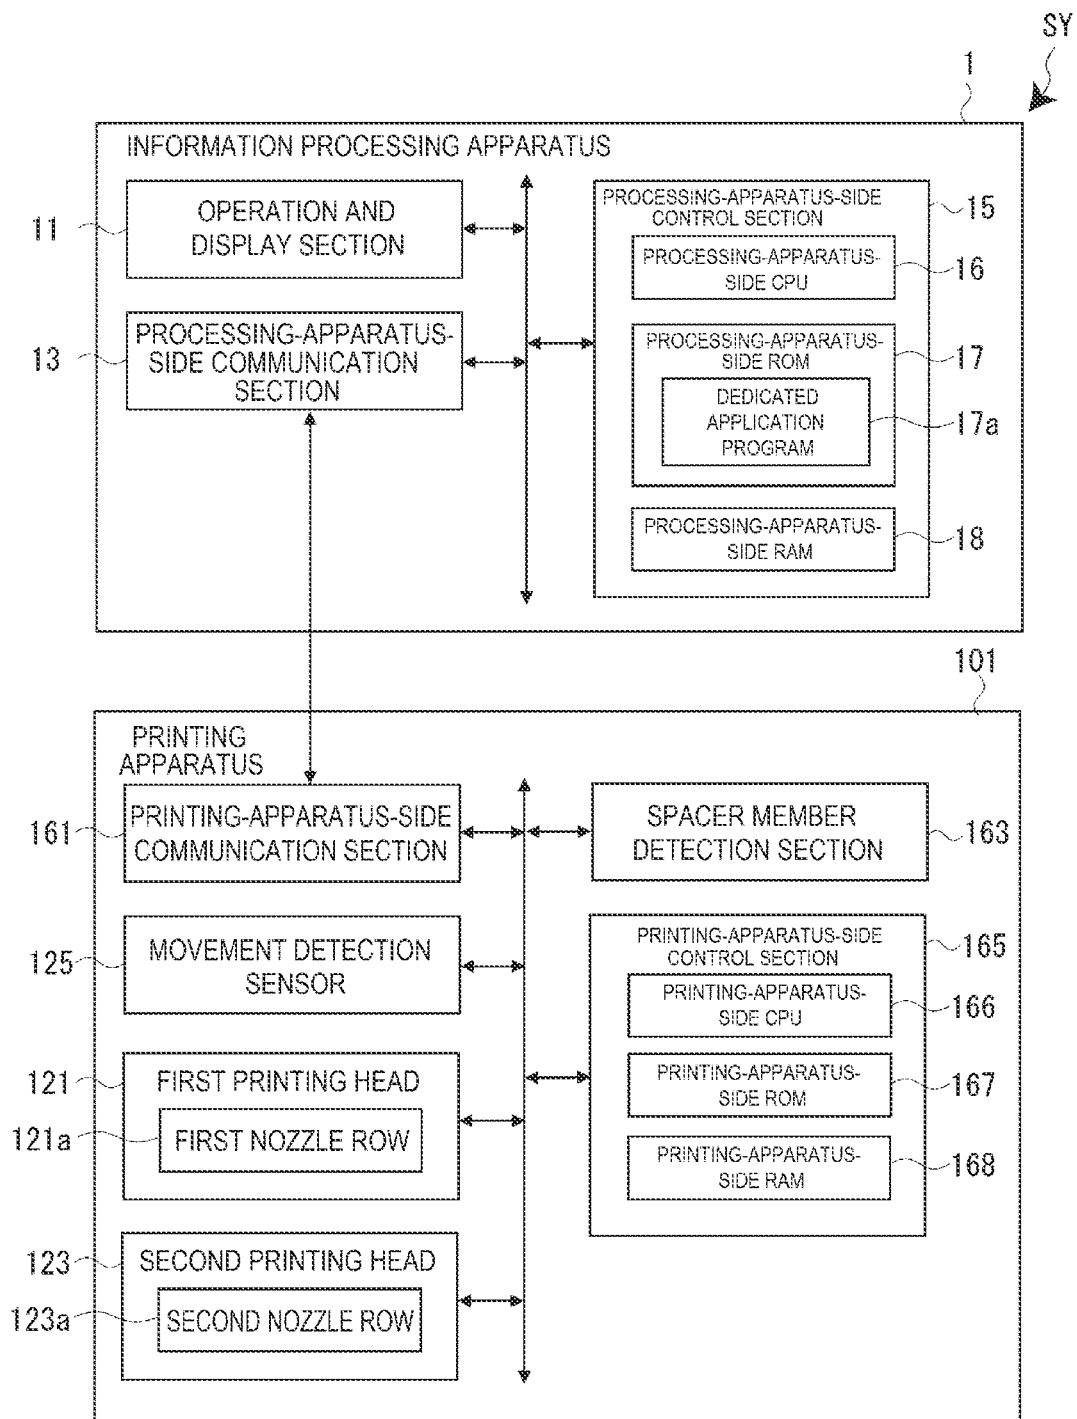 SY
1
INFORMATION PROCESSING APPARATUS
11
OPERATION AND
DISPLAY SECTION
13
PROCESSING-APPARATUS-
SIDE COMMUNICATION
SECTION
PROCESSING-APPARATUS-SIDE
CONTROL SECTION
15
PROCESSING-APPARATUS-
SIDE CPU
16
PROCESSING-APPARATUS-
SIDE ROM
17
DEDICATED
APPLICATION
PROGRAM
17a
PROCESSING-APPARATUS-
SIDE RAM
18
101
PRINTING
APPARATUS
161
PRINTING-APPARATUS-SIDE
COMMUNICATION SECTION
SPACER MEMBER
DETECTION SECTION
163
125
MOVEMENT DETECTION
SENSOR
PRINTING-APPARATUS-SIDE
CONTROL SECTION
165
PRINTING-APPARATUS-
SIDE CPU
166
PRINTING-APPARATUS-
SIDE ROM
167
PRINTING-APPARATUS-
SIDE RAM
168
121
FIRST PRINTING HEAD
121a
FIRST NOZZLE ROW
123
SECOND PRINTING HEAD
123a
SECOND NOZZLE ROW